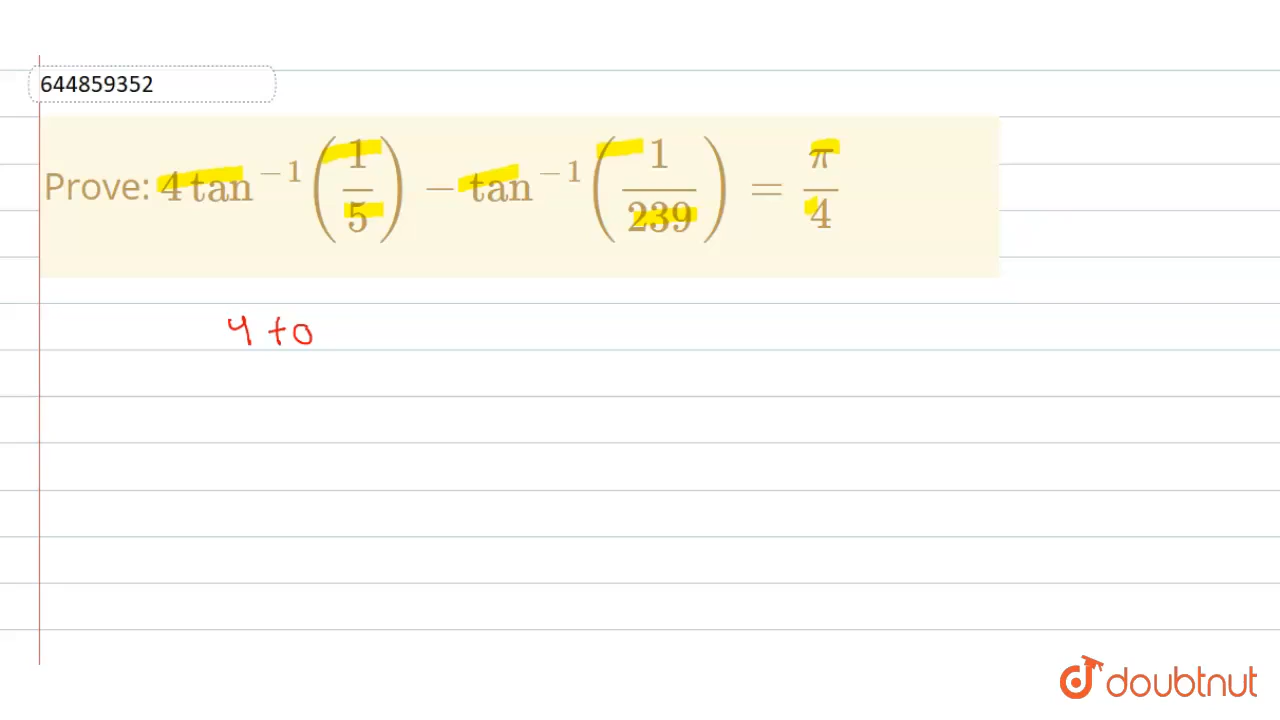 644859352
Prove: 4 tan⁻¹(1/5) − tan⁻¹(1/239) = π/4
4 to
doubtnut